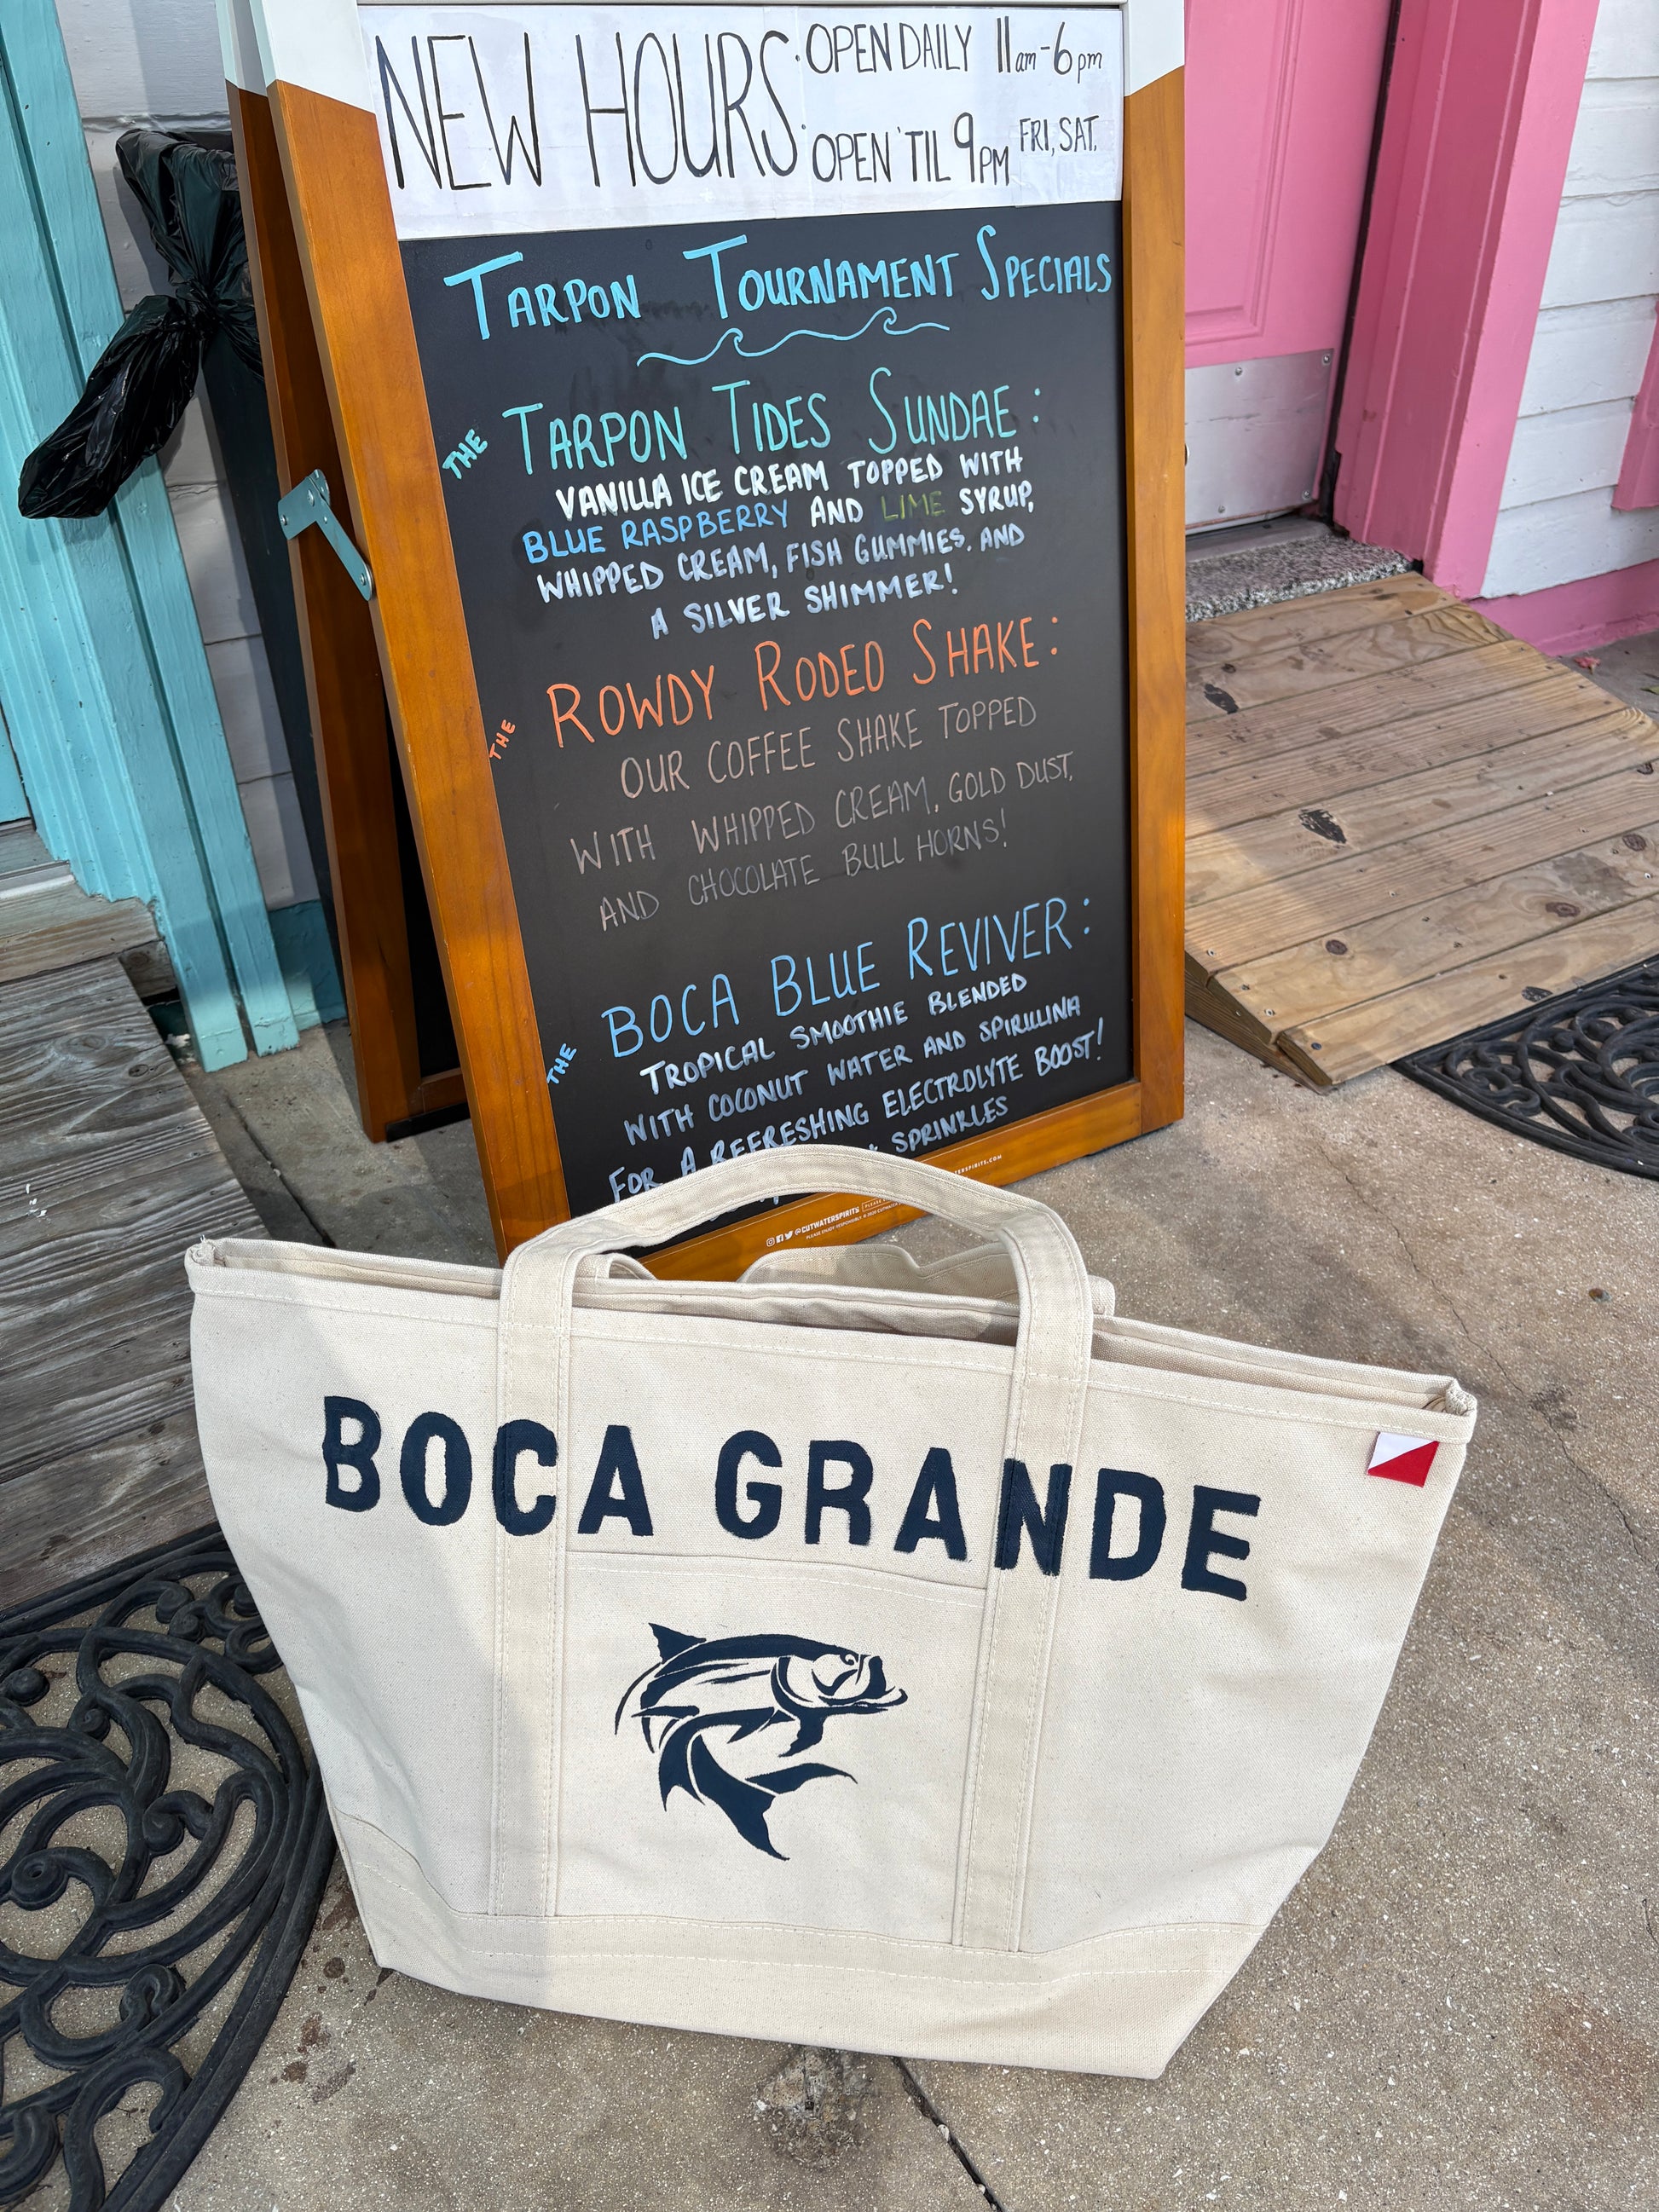 NEW HOURS: OPEN DAILY 11am-6pm
OPEN 'TIL 9PM FRI, SAT.
TARPON TOURNAMENT SPECIALS
THE TARPON TIDES SUNDAE:
VANILLA ICE CREAM TOPPED WITH
BLUE RASPBERRY AND LIME SYRUP,
WHIPPED CREAM, FISH GUMMIES. AND
A SILVER SHIMMER!
THE ROWDY RODEO SHAKE:
OUR COFFEE SHAKE TOPPED
WITH WHIPPED CREAM, GOLD DUST,
AND CHOCOLATE BULL HORNS!
THE BOCA BLUE REVIVER:
TROPICAL SMOOTHIE BLENDED
WITH COCONUT WATER AND SPIRULINA
FOR A REFRESHING ELECTROLYTE BOOST!
SPRINKLES
@CUTWATERSPIRITS
BOCA GRANDE